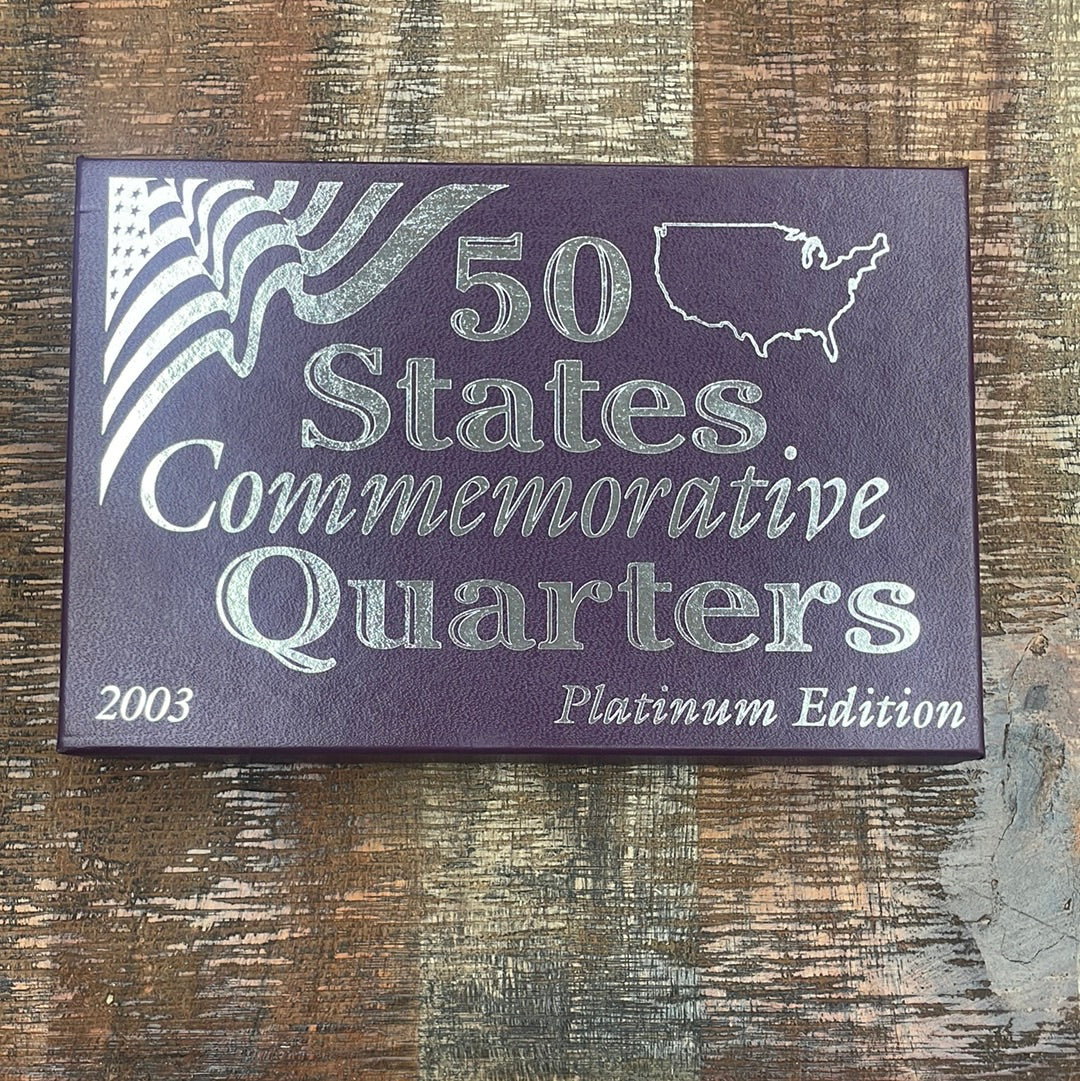 50
States
Commemorative
Quarters
2003 Platinum Edition